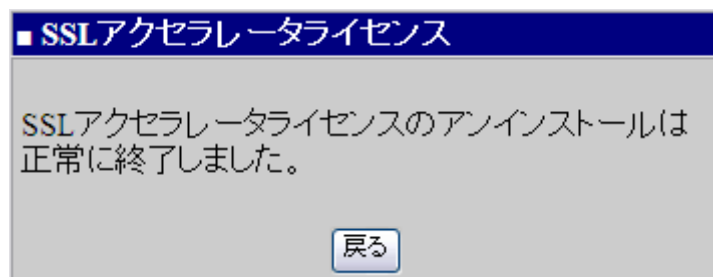 ■ SSLアクセラレータライセンス
SSLアクセラレータライセンスのアンインストールは
正常に終了しました。
戻る